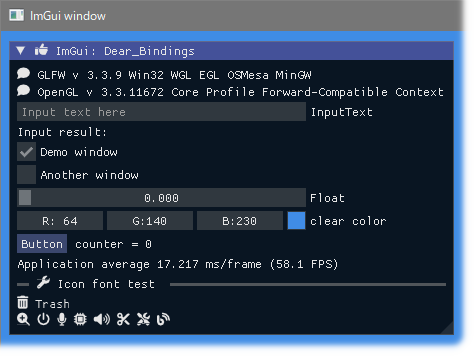 ImGui window
ImGui: Dear_Bindings
GLFW v 3.3.9 Win32 WGL EGL OSMesa MinGW
OpenGL v 3.3.11672 Core Profile Forward-Compatible Context
Input text here InputText
Input result:
Demo window
Another window
0.000 Float
R: 64 G:140 B:230 clear color
Button counter = 0
Application average 17.217 ms/frame (58.1 FPS)
Icon font test
Trash